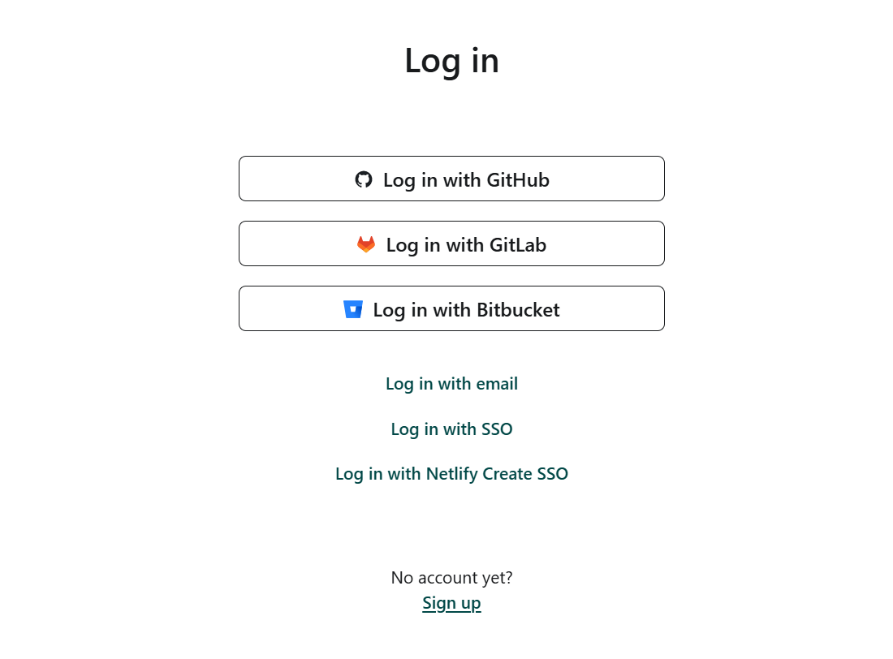 Log in
Log in with GitHub
Log in with GitLab
Log in with Bitbucket
Log in with email
Log in with SSO
Log in with Netlify Create SSO
No account yet?
Sign up